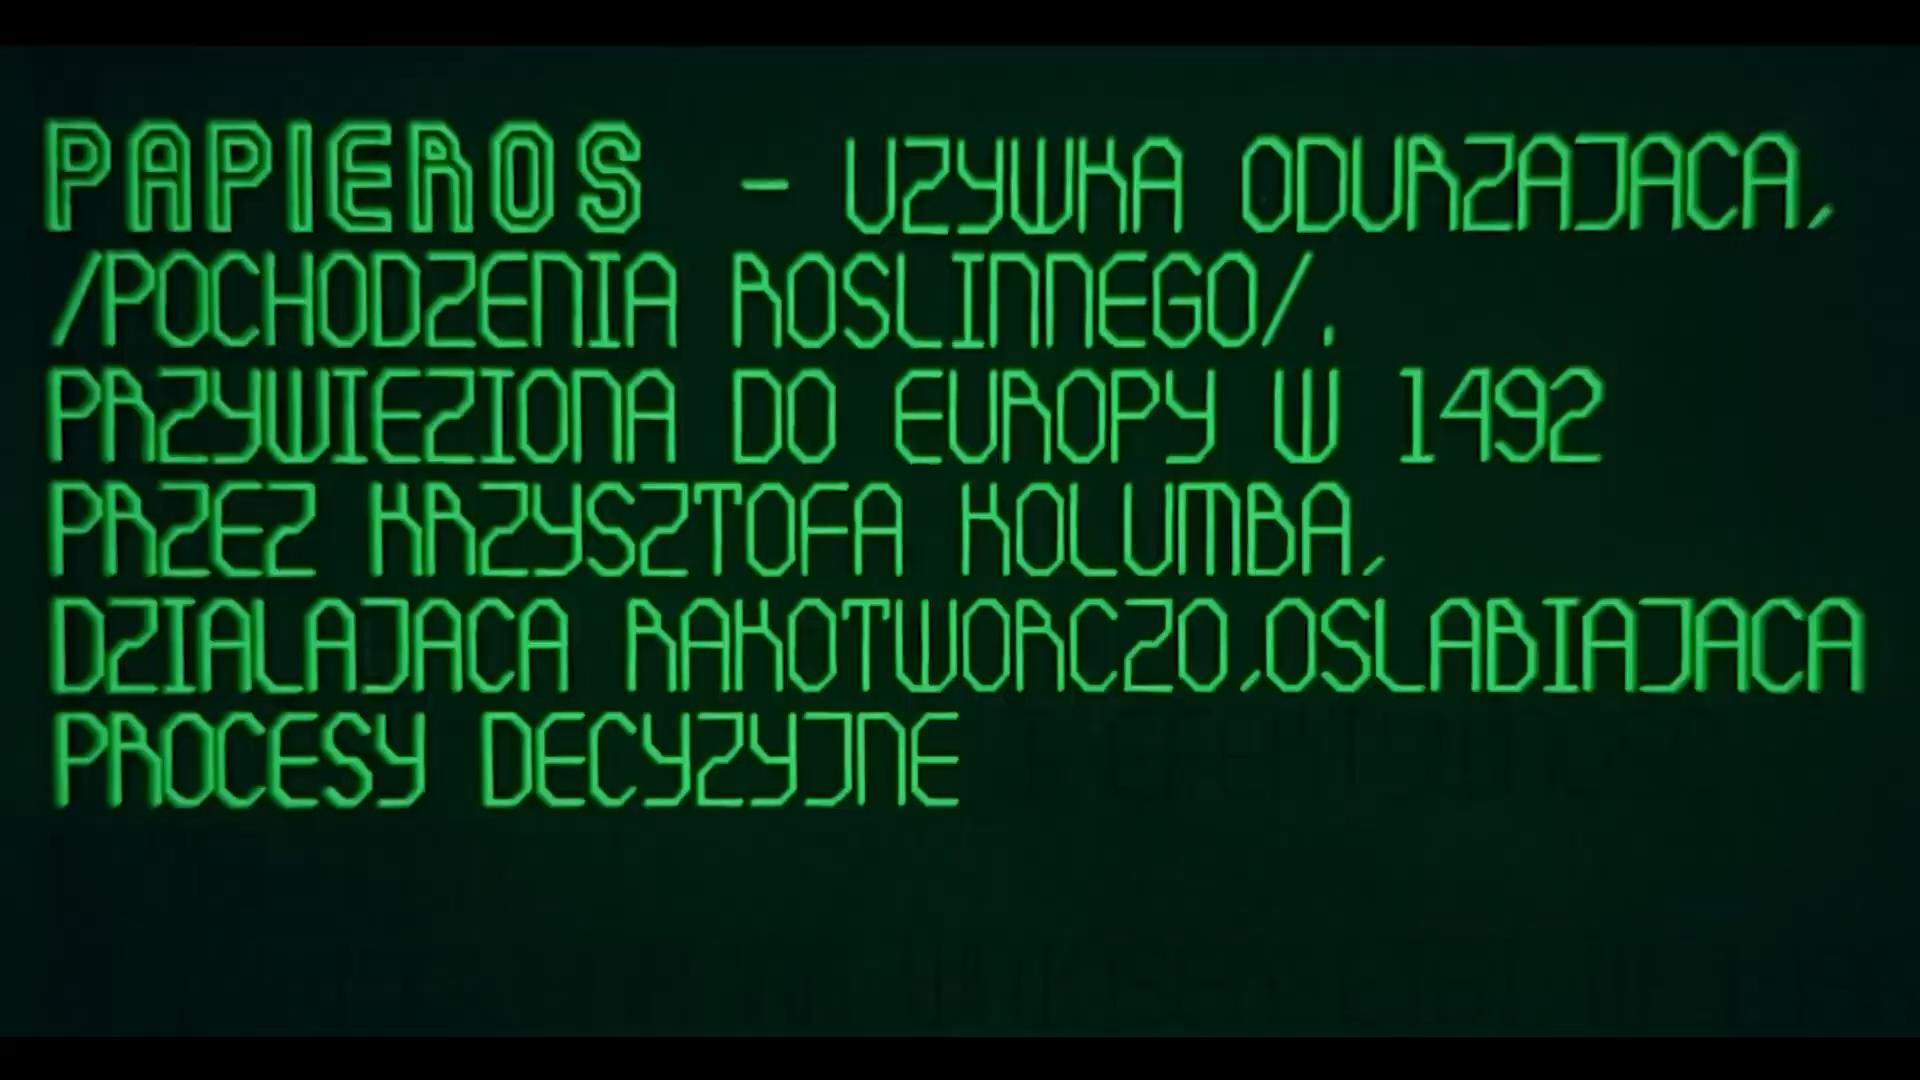 PAPIEROS - UZYWKA ODURZAJACA,
/POCHODZENIA ROSLINNEGO/.
PRZYWIEZIONA DO EUROPY W 1492
PRZEZ KRZYSZTOFA KOLUMBA,
DZIALAJACA RAKOTWORCZO,OSLABIAJACA
PROCESY DECYZYJNE